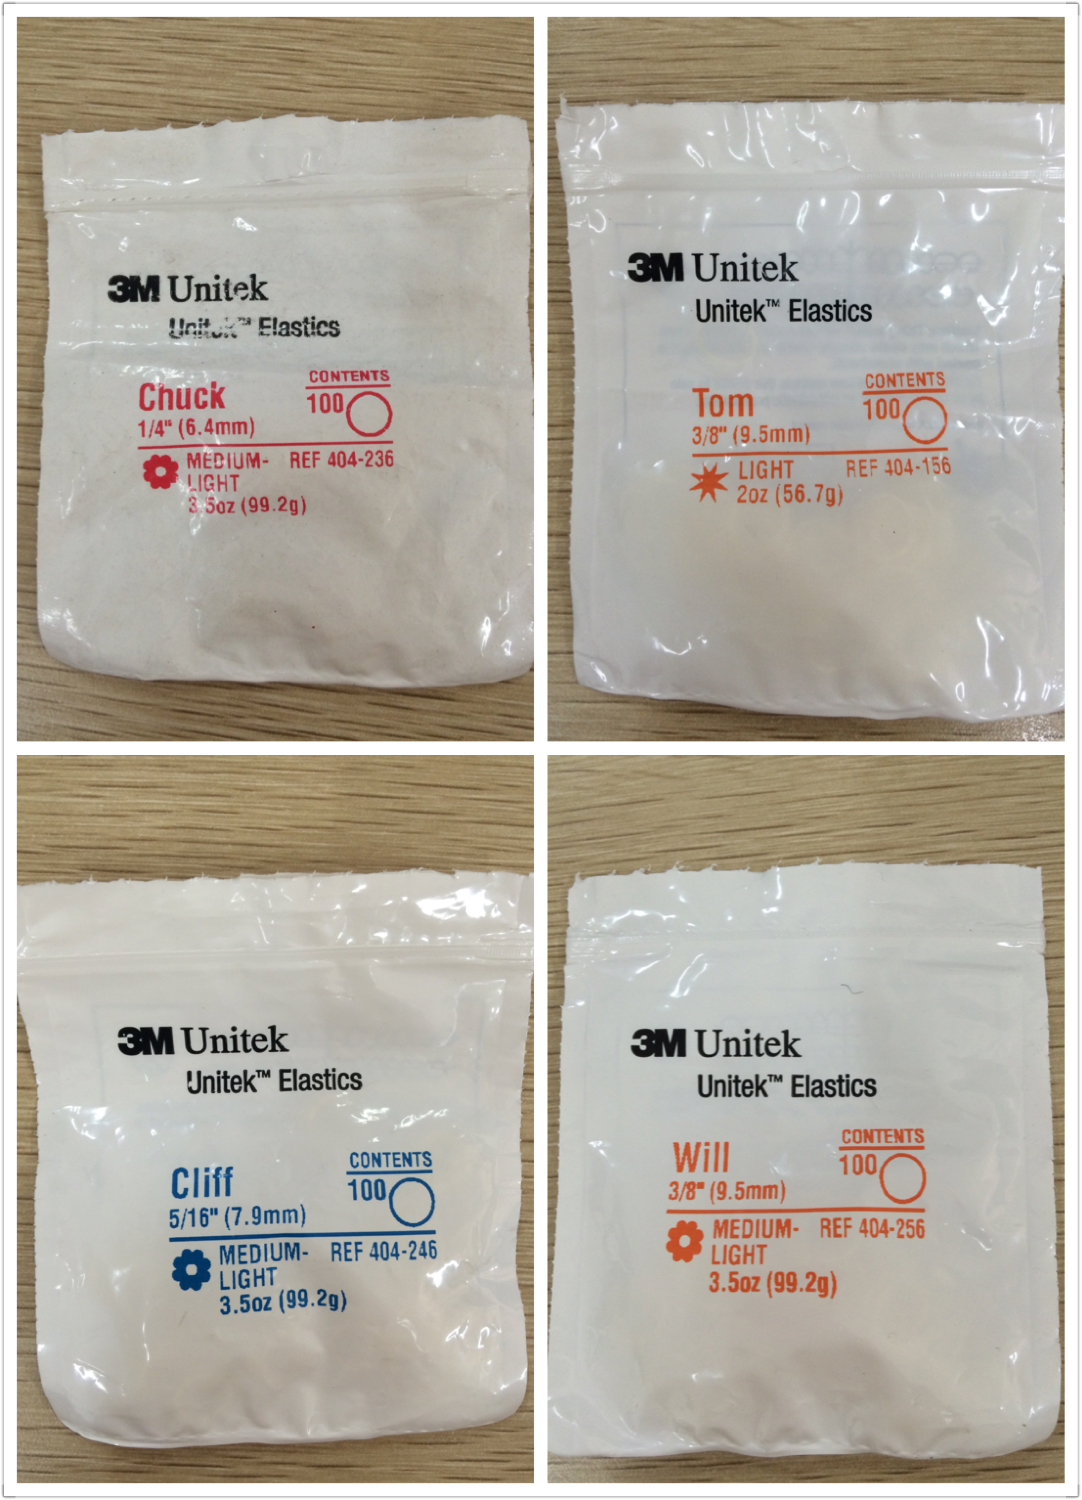 3M Unitek
Unitek™ Elastics
Chuck
1/4" (6.4mm)
CONTENTS
100
MEDIUM-
LIGHT
3.5oz (99.2g)
REF 404-236
3M Unitek
Unitek™ Elastics
Tom
3/8" (9.5mm)
CONTENTS
100
LIGHT
2oz (56.7g)
REF 404-156
3M Unitek
Unitek™ Elastics
Cliff
5/16" (7.9mm)
CONTENTS
100
MEDIUM-
LIGHT
3.5oz (99.2g)
REF 404-246
3M Unitek
Unitek™ Elastics
Will
3/8" (9.5mm)
CONTENTS
100
MEDIUM-
LIGHT
3.5oz (99.2g)
REF 404-256